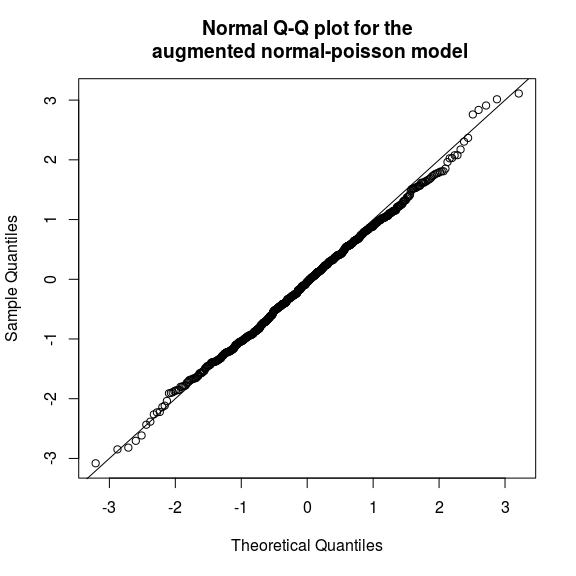 Normal Q-Q plot for the
augmented normal-poisson model
3
2
1
0
-1
-2
-3
Sample Quantiles
-3 -2 -1 0 1 2 3
Theoretical Quantiles